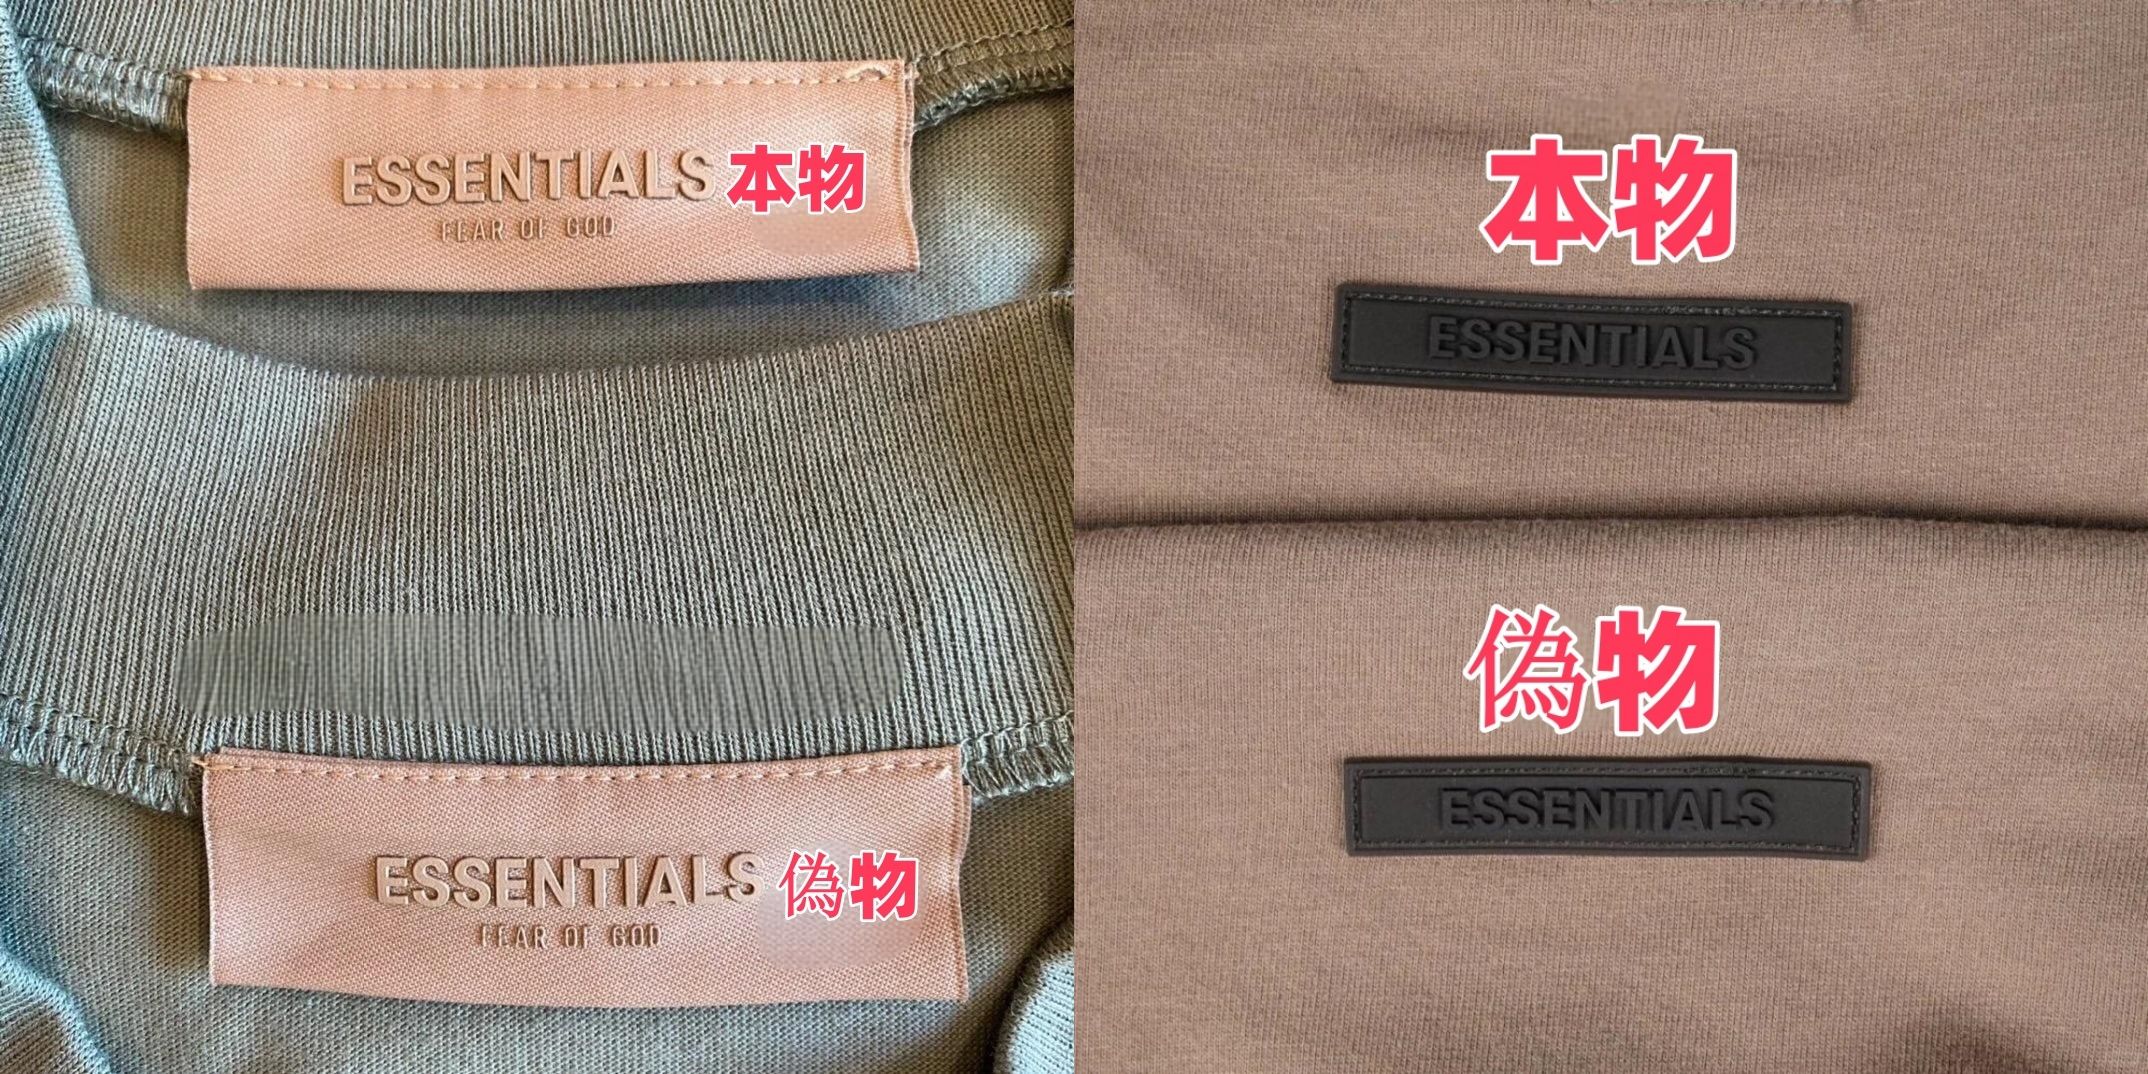 ESSENTIALS
本物
FEAR OF GOD
ESSENTIALS
偽物
FEAR OF GOD
本物
ESSENTIALS
偽物
ESSENTIALS